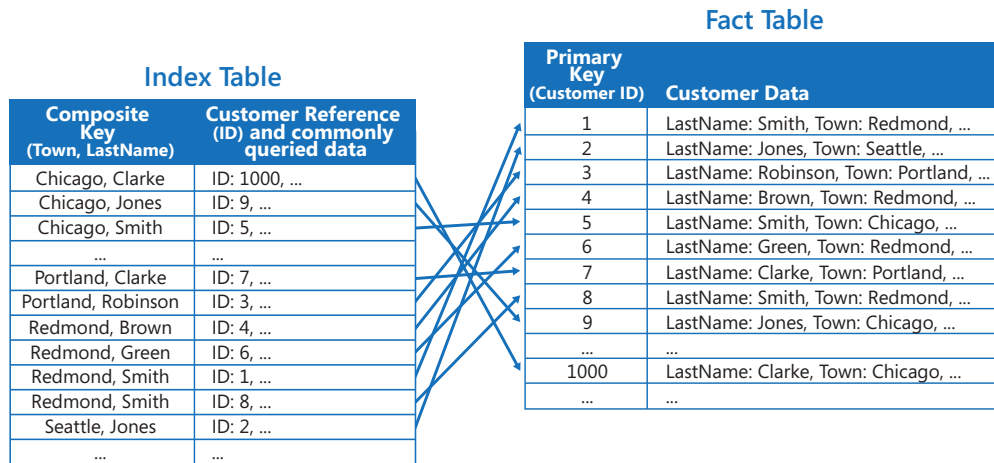 Index Table
Composite
Key
(Town, LastName)
Customer Reference
(ID) and commonly
queried data
Chicago, Clarke ID: 1000, ...
Chicago, Jones ID: 9, ...
Chicago, Smith ID: 5, ...
... ...
Portland, Clarke ID: 7, ...
Portland, Robinson ID: 3, ...
Redmond, Brown ID: 4, ...
Redmond, Green ID: 6, ...
Redmond, Smith ID: 1, ...
Redmond, Smith ID: 8, ...
Seattle, Jones ID: 2, ...
... ...
Fact Table
Primary
Key
(Customer ID)
Customer Data
1 LastName: Smith, Town: Redmond, ...
2 LastName: Jones, Town: Seattle, ...
3 LastName: Robinson, Town: Portland, ...
4 LastName: Brown, Town: Redmond, ...
5 LastName: Smith, Town: Chicago, ...
6 LastName: Green, Town: Redmond, ...
7 LastName: Clarke, Town: Portland, ...
8 LastName: Smith, Town: Redmond, ...
9 LastName: Jones, Town: Chicago, ...
... ...
1000 LastName: Clarke, Town: Chicago, ...
... ...